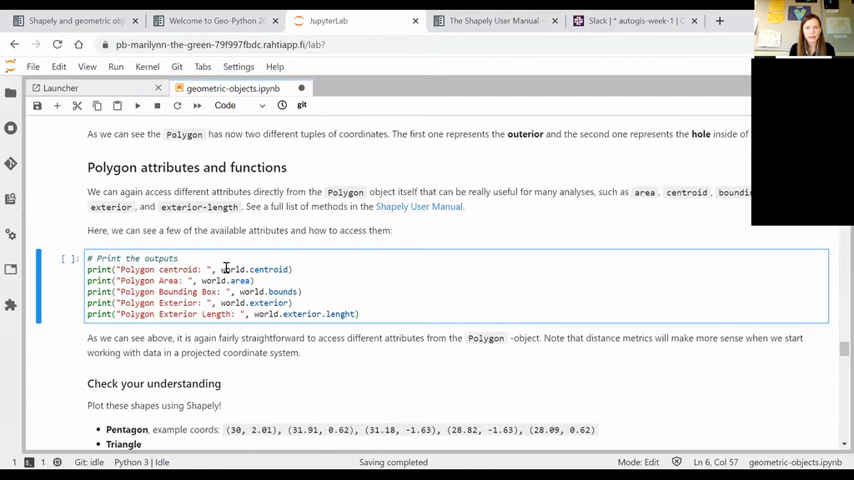 Shapely and geometric objec
Welcome to Geo-Python 20
JupyterLab
The Shapely User Manual —
Slack | * autogis-week-1 | C
pb-marilynn-the-green-79f997fbdc.rahtiapp.fi/lab?
File Edit View Run Kernel Git Tabs Settings Help
Launcher
geometric-objects.ipynb
Code git
As we can see the Polygon has now two different tuples of coordinates. The first one represents the outerior and the second one represents the hole inside of
Polygon attributes and functions
We can again access different attributes directly from the Polygon object itself that can be really useful for many analyses, such as area, centroid, boundin
exterior, and exterior-length. See a full list of methods in the Shapely User Manual.
Here, we can see a few of the available attributes and how to access them:
[ ]: # Print the outputs
print("Polygon centroid: ", world.centroid)
print("Polygon Area: ", world.area)
print("Polygon Bounding Box: ", world.bounds)
print("Polygon Exterior: ", world.exterior)
print("Polygon Exterior Length: ", world.exterior.lenght)
As we can see above, it is again fairly straightforward to access different attributes from the Polygon -object. Note that distance metrics will make more sense when we start
working with data in a projected coordinate system.
Check your understanding
Plot these shapes using Shapely!
• Pentagon, example coords: (30, 2.01), (31.91, 0.62), (31.18, -1.63), (28.82, -1.63), (28.09, 0.62)
• Triangle
1 1 Git: idle Python 3 | Idle Saving completed Mode: Edit Ln 6, Col 57 geometric-objects.ipynb